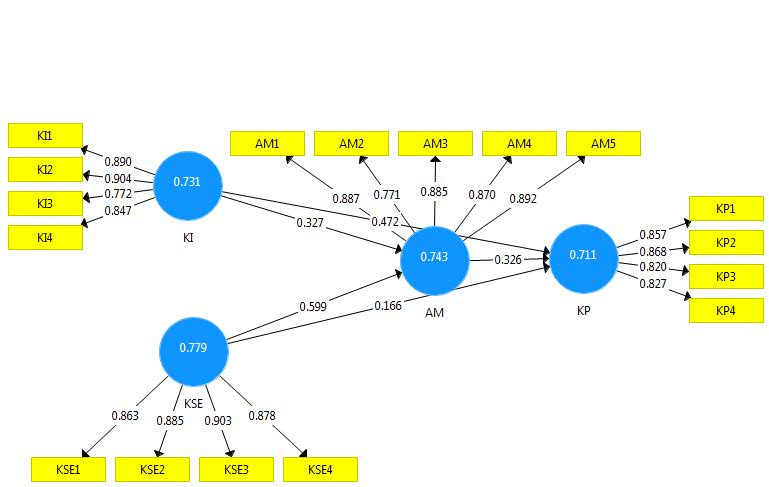 KI1
KI2
KI3
KI4
0.890
0.904
0.772
0.847
0.731
KI
AM1
AM2
AM3
AM4
AM5
0.887
0.771
0.885
0.870
0.892
0.472
0.327
0.743
AM
0.326
0.711
KP
0.857
0.868
0.820
0.827
KP1
KP2
KP3
KP4
0.599
0.166
0.779
KSE
0.863
0.885
0.903
0.878
KSE1
KSE2
KSE3
KSE4